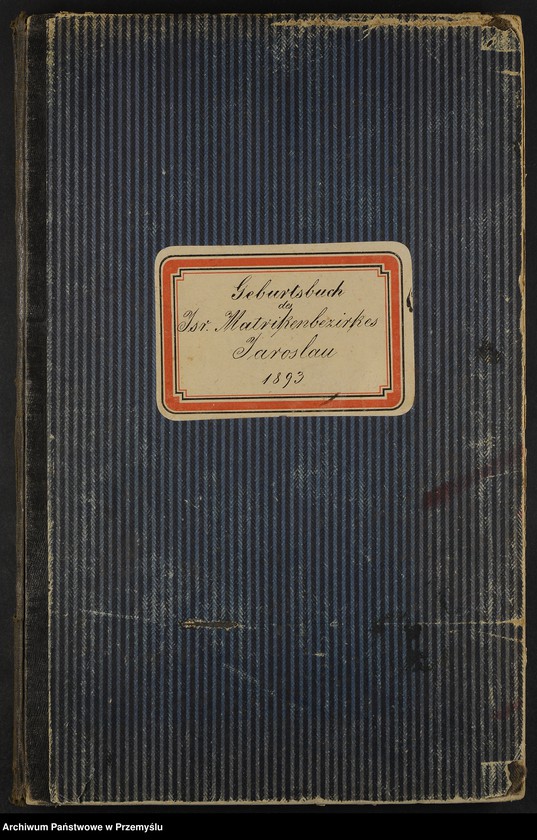 Geburtsbuch
des
Isr. Matrikenbezirkes
Jaroslau
1893
Archiwum Państwowe w Przemyślu